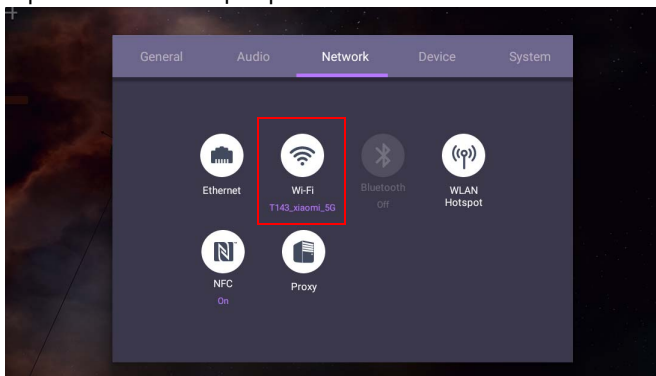 General Audio Network Device System
Ethernet Wi-Fi Bluetooth WLAN
T143_xiaomi_5G Off Hotspot
NFC Proxy
On